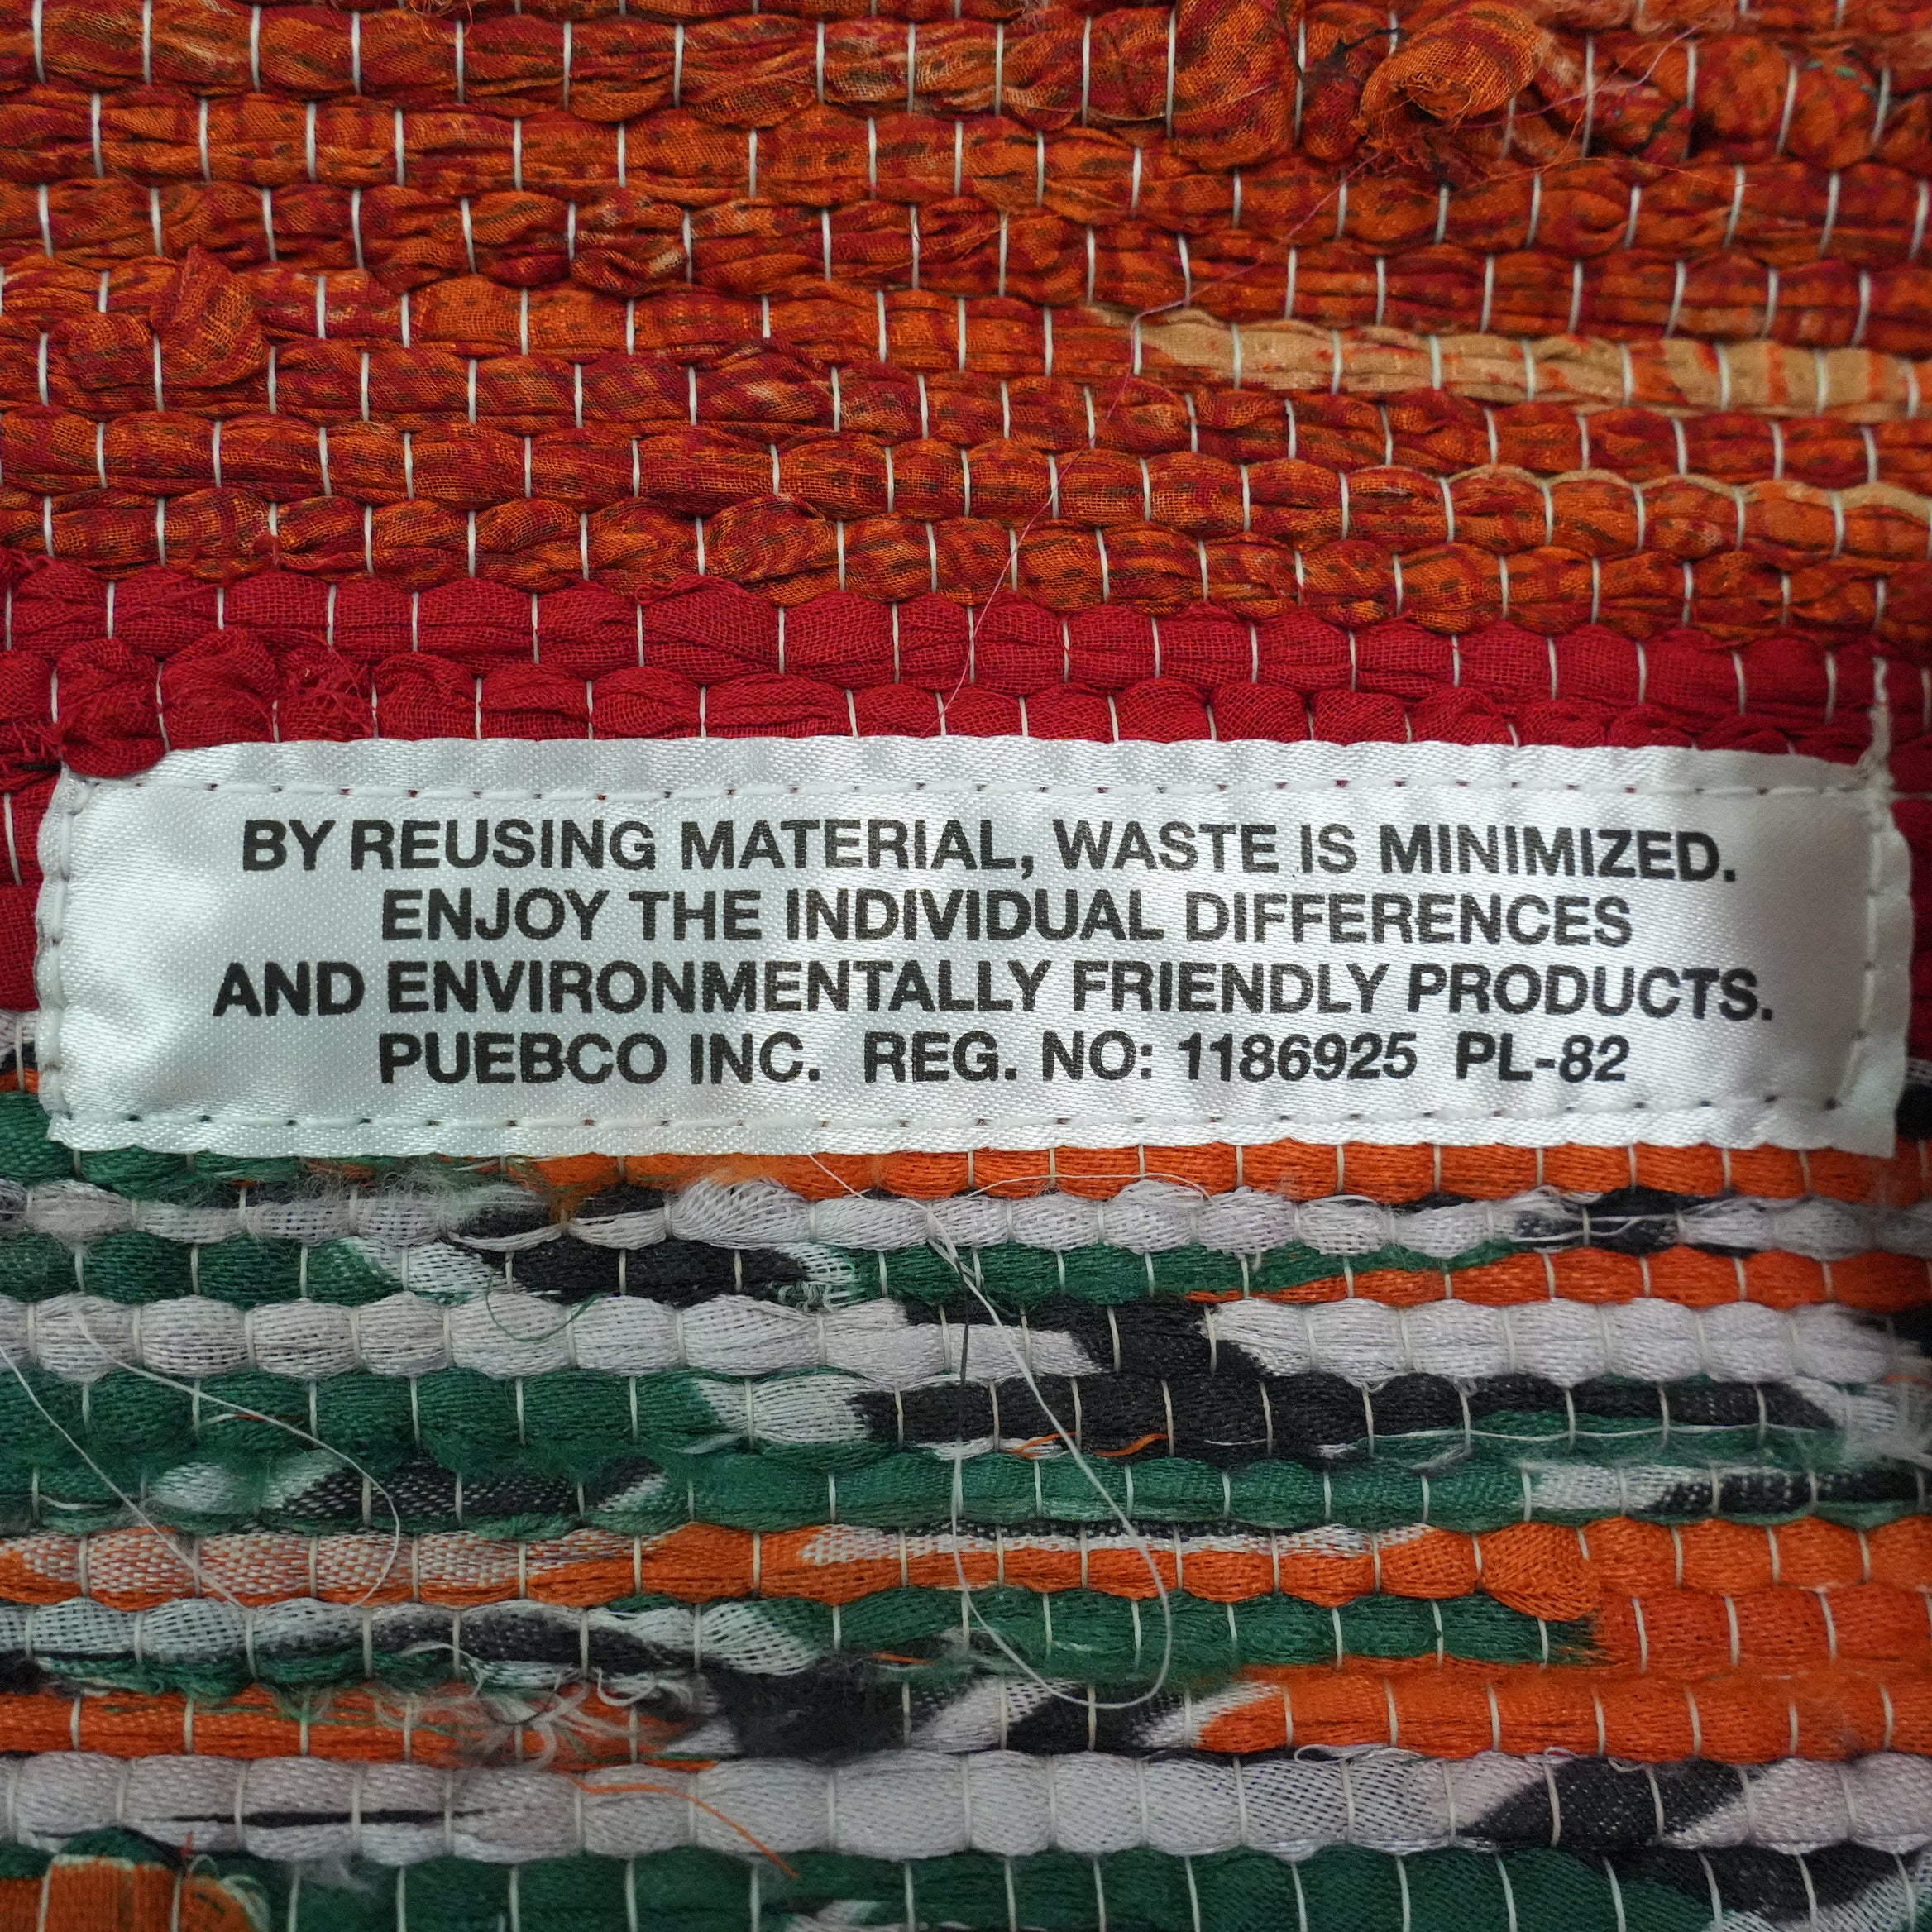 BY REUSING MATERIAL, WASTE IS MINIMIZED.
ENJOY THE INDIVIDUAL DIFFERENCES
AND ENVIRONMENTALLY FRIENDLY PRODUCTS.
PUEBCO INC. REG. NO: 1186925 PL-82